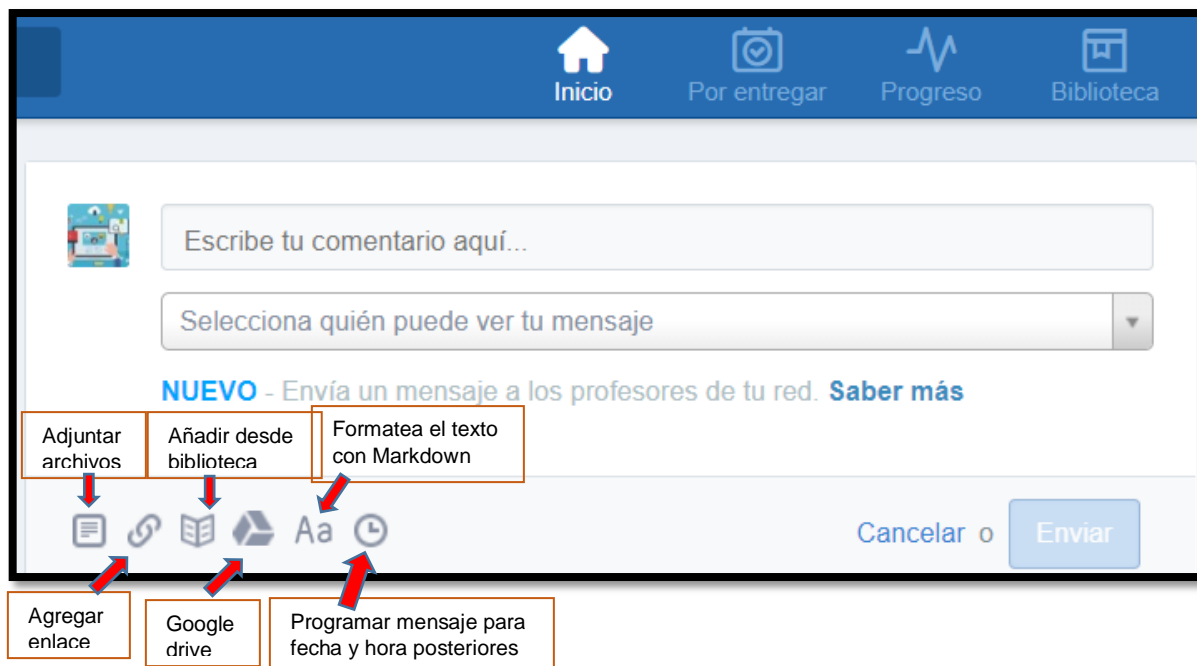 Inicio
Por entregar
Progreso
Biblioteca
Escribe tu comentario aquí...
Selecciona quién puede ver tu mensaje
NUEVO - Envía un mensaje a los profesores de tu red. Saber más
Adjuntar
archivos
Añadir desde
biblioteca
Formatea el texto
con Markdown
Aa
Cancelar o Enviar
Agregar
enlace
Google
drive
Programar mensaje para
fecha y hora posteriores